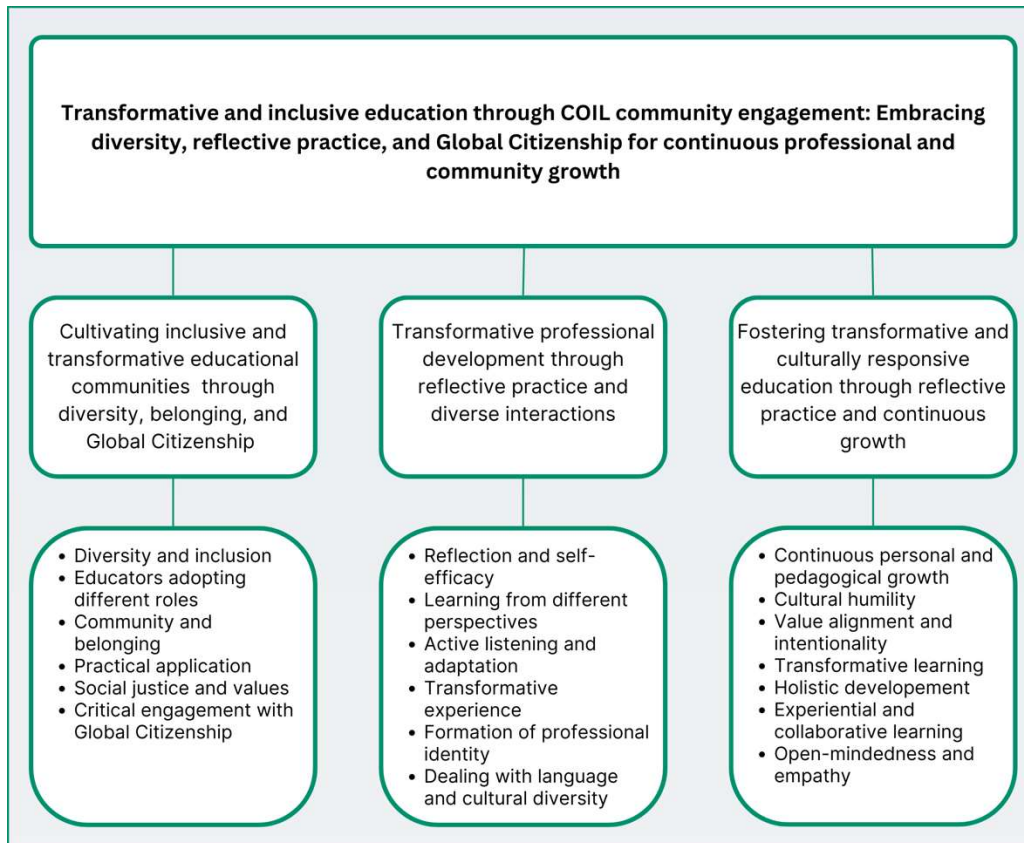 Transformative and inclusive education through COIL community engagement: Embracing
diversity, reflective practice, and Global Citizenship for continuous professional and
community growth
Cultivating inclusive and
transformative educational
communities through
diversity, belonging, and
Global Citizenship
Transformative professional
development through
reflective practice and
diverse interactions
Fostering transformative and
culturally responsive
education through reflective
practice and continuous
growth
• Diversity and inclusion
• Educators adopting
different roles
• Community and
belonging
• Practical application
• Social justice and values
• Critical engagement with
Global Citizenship
• Reflection and self-
efficacy
• Learning from different
perspectives
• Active listening and
adaptation
• Transformative
experience
• Formation of professional
identity
• Dealing with language
and cultural diversity
• Continuous personal and
pedagogical growth
• Cultural humility
• Value alignment and
intentionality
• Transformative learning
• Holistic developement
• Experiential and
collaborative learning
• Open-mindedness and
empathy